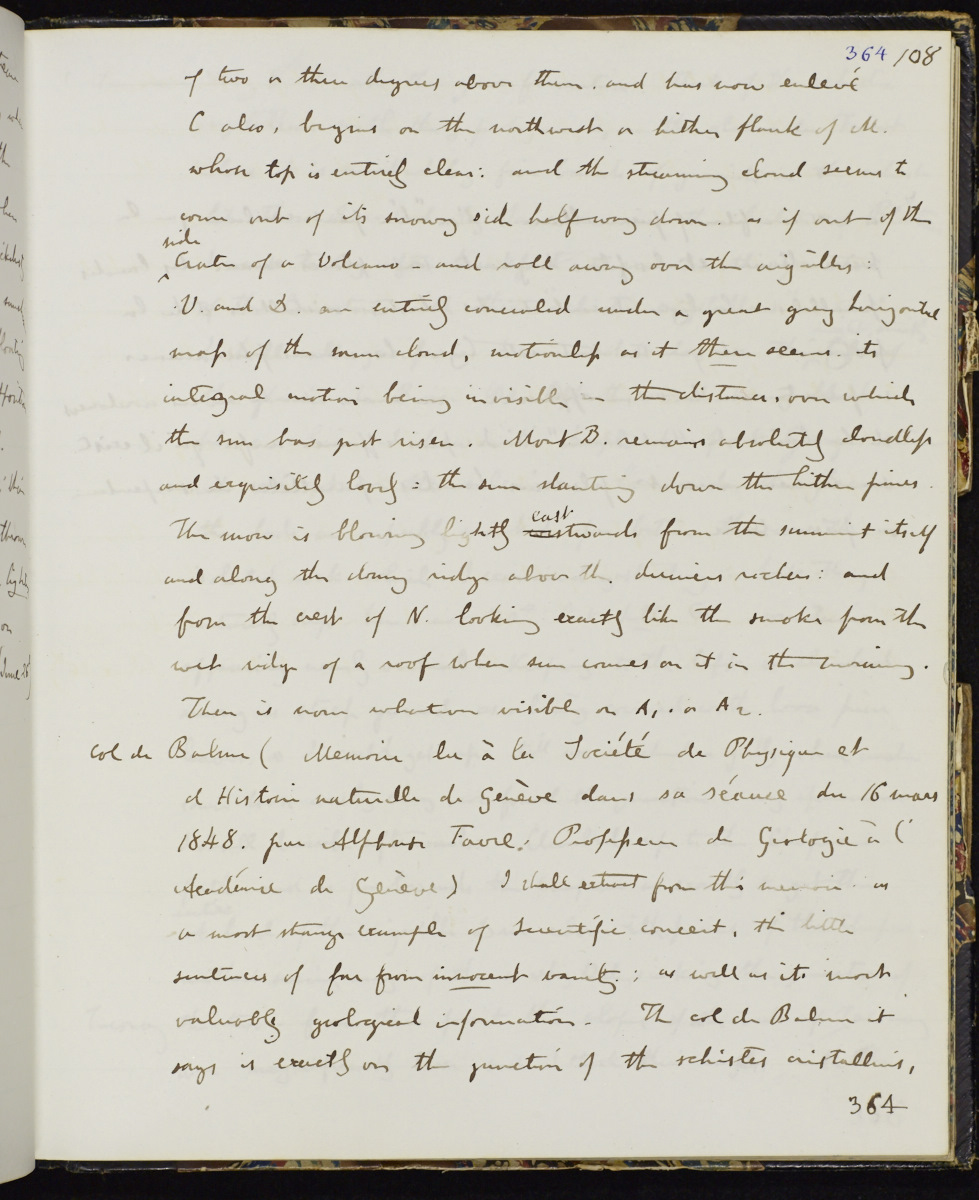 364 108
of two or three degrees above them. and has now enlevé
C also, begins on the northwest or hither flank of M.
whose top is entirely clear: and the streaming cloud seems to
come out of its snowy side half way down. as if out of the
side
crater of a Volcano - and roll away over the aiguilles:
V. and D. are entirely concealed under a great grey horizontal
mass of the same cloud, motionless as it there seems. its
integral motion being invisible in the distance. over which
the sun has just risen. Mont B. remains absolutely cloudless
and exquisitely lovely: the sun slanting down the hither pines.
The snow is blowing lightly westwards from the summit itself
east
and along the downy ridge above the derniers rochers: and
from the crest of N. looking exactly like the smoke from the
wet ridge of a roof when sun comes on it in the morning.
There is none whatever visible on A1. or A2.
Col de Balme (Memoire lu à la Société de Physique et
d Histoire naturelle de Genève dans sa séance du 16 mars
1848. par Alphonse Favre. Professeur de Geologie à l
Académie de Genève) I shall extract from this memoir. as
a most strange example of Scientific conceit, the little
sentences of far from innocent vanity; as well as its most
valuable geological information. The col de Balme it
says is exactly on the junction of the schistes cristallins,
364